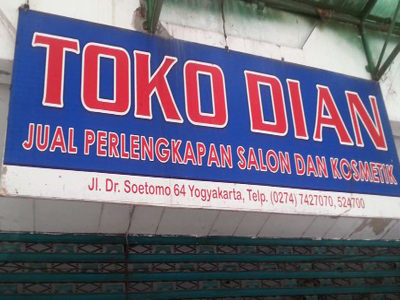 TOKO DIAN
JUAL PERLENGKAPAN SALON DAN KOSMETIK
Jl. Dr. Soetomo 64 Yogyakarta, Telp. (0274) 7427070, 524700